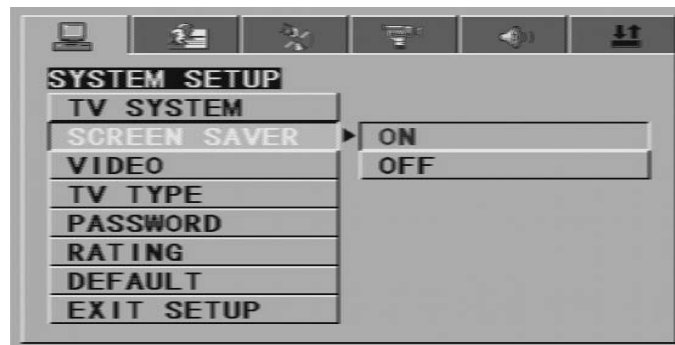 SYSTEM SETUP
TV SYSTEM
SCREEN SAVER
ON
VIDEO
OFF
TV TYPE
PASSWORD
RATING
DEFAULT
EXIT SETUP